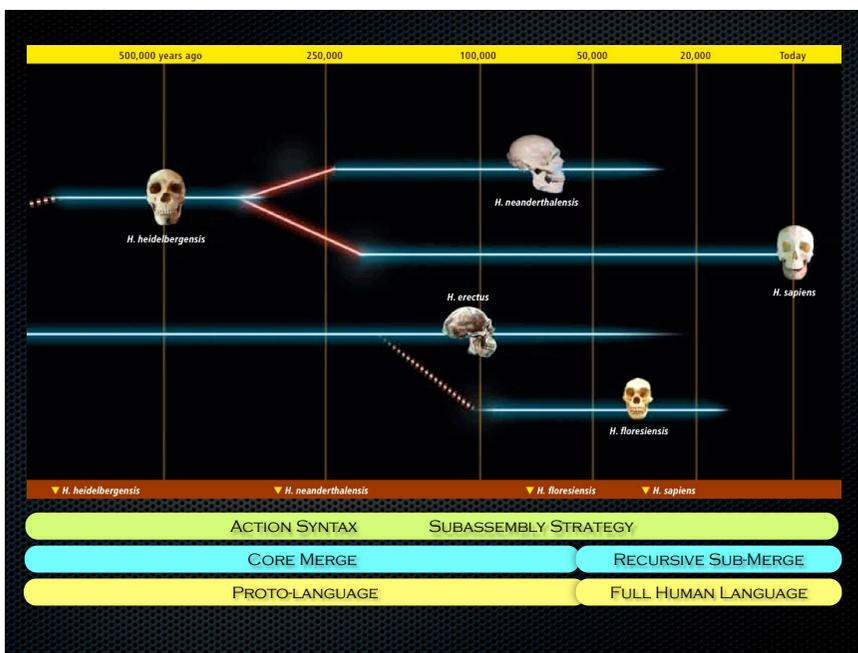 500,000 years ago 250,000 100,000 50,000 20,000 Today
H. neanderthalensis
H. heidelbergensis
H. sapiens
H. erectus
H. floresiensis
▼ H. heidelbergensis ▼ H. neanderthalensis ▼ H. floresiensis ▼ H. sapiens
ACTION SYNTAX SUBASSEMBLY STRATEGY
CORE MERGE RECURSIVE SUB-MERGE
PROTO-LANGUAGE FULL HUMAN LANGUAGE